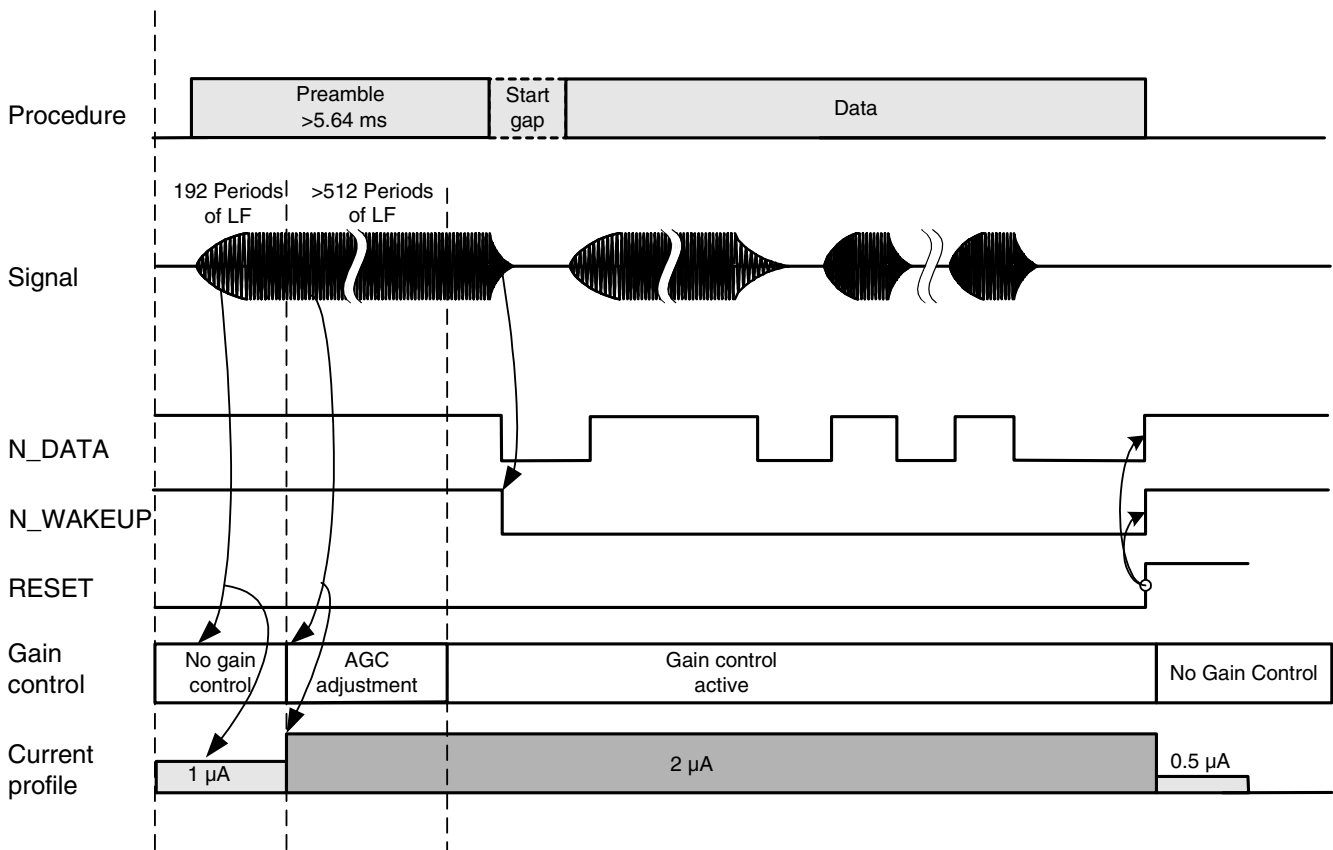 Procedure
Preamble
>5.64 ms
Start
gap
Data
192 Periods
of LF
>512 Periods
of LF
Signal
N_DATA
N_WAKEUP
RESET
Gain
control
No gain
control
AGC
adjustment
Gain control
active
No Gain Control
Current
profile
1 µA
2 µA
0.5 µA